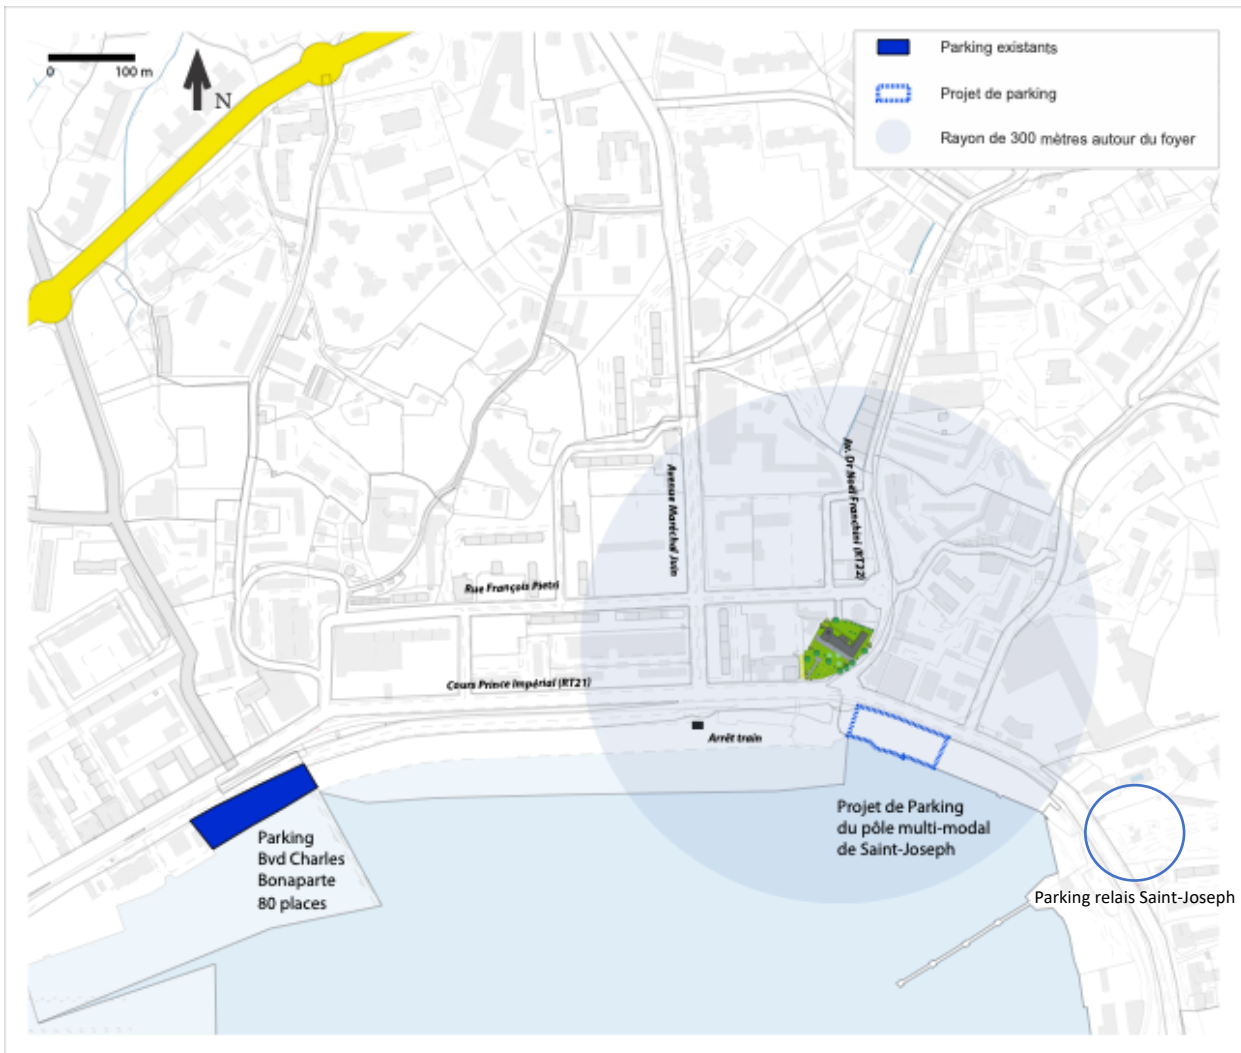 0 100 m
N
Parking existants
Projet de parking
Rayon de 300 mètres autour du foyer
Avenue Maréchal Juin
Av. Dr Noël Franchini (RT22)
Rue François Pietri
Cours Prince Impérial (RT21)
Arrêt train
Parking
Bvd Charles
Bonaparte
80 places
Projet de Parking
du pôle multi-modal
de Saint-Joseph
Parking relais Saint-Joseph